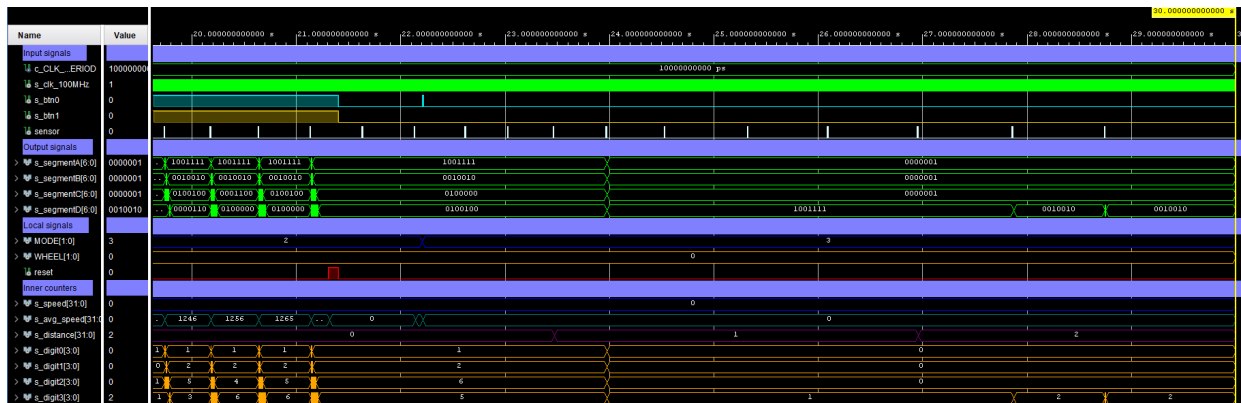 30.000000000000 s
Name Value 20.000000000000 s 21.000000000000 s 22.000000000000 s 23.000000000000 s 24.000000000000 s 25.000000000000 s 26.000000000000 s 27.000000000000 s 28.000000000000 s 29.000000000000 s
Input signals
c_CLK_...ERIOD 10000000 10000000000 ps
s_clk_100MHz 1
s_btn0 0
s_btn1 0
sensor 0
Output signals
> s_segmentA[6:0] 0000001 . 1001111 1001111 1001111 1001111 0000001
> s_segmentB[6:0] 0000001 .. 0010010 0010010 0010010 0010010 0000001
> s_segmentC[6:0] 0000001 0100100 0001100 0100100 0100000 0000001
> s_segmentD[6:0] 0010010 .. 0000110 0100000 0100000 0100100 1001111 0010010 0010010
Local signals
> MODE[1:0] 3 2 3
> WHEEL[1:0] 0 0
reset 0
Inner counters
> s_speed[31:0] 0 0
> s_avg_speed[31:0 0 . 1246 1256 1265 .. 0 0
> s_distance[31:0] 2 0 1 2
> s_digit0[3:0] 0 1 1 1 1 1 0
> s_digit1[3:0] 0 0 2 2 2 2 0
> s_digit2[3:0] 0 1 5 4 5 6 0
> s_digit3[3:0] 2 1 3 6 6 5 1 2 2